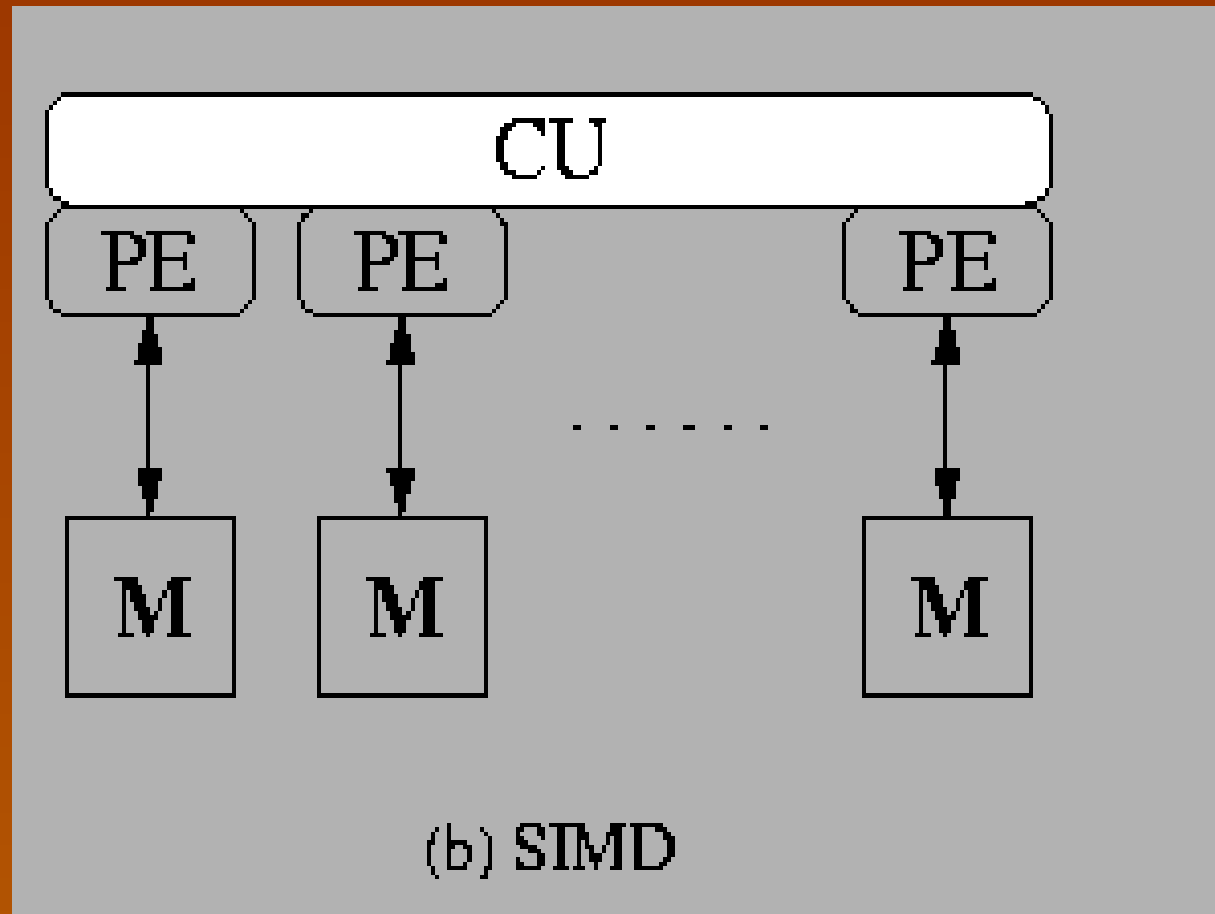 CU
PE PE PE
. . . . . .
M M M
(b) SIMD